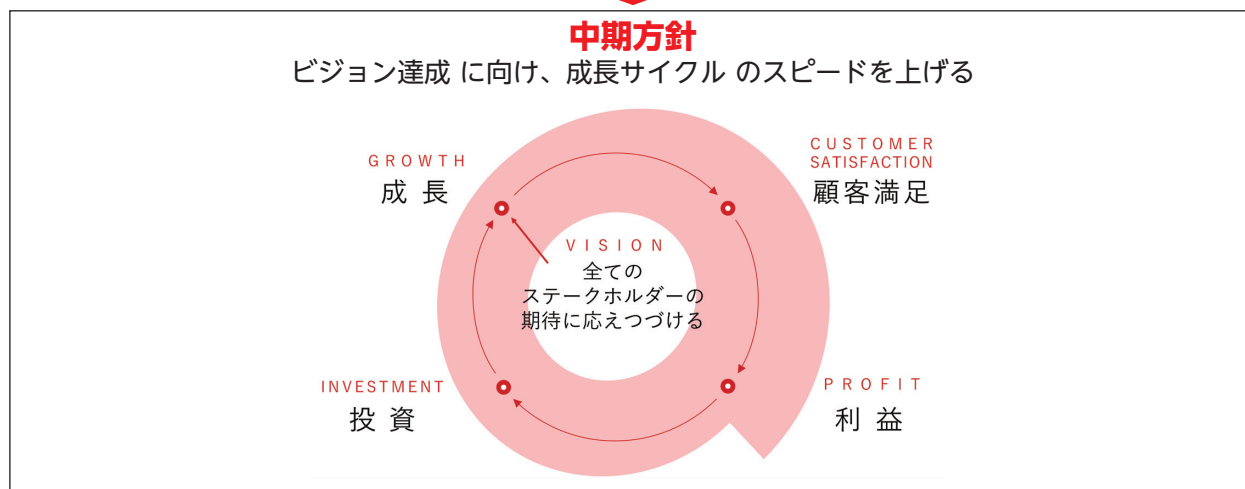 中期方針
ビジョン達成 に向け、成長サイクル のスピードを上げる
GROWTH
成長
CUSTOMER
SATISFACTION
顧客満足
VISION
全ての
ステークホルダーの
期待に応えつづける
INVESTMENT
投資
PROFIT
利益